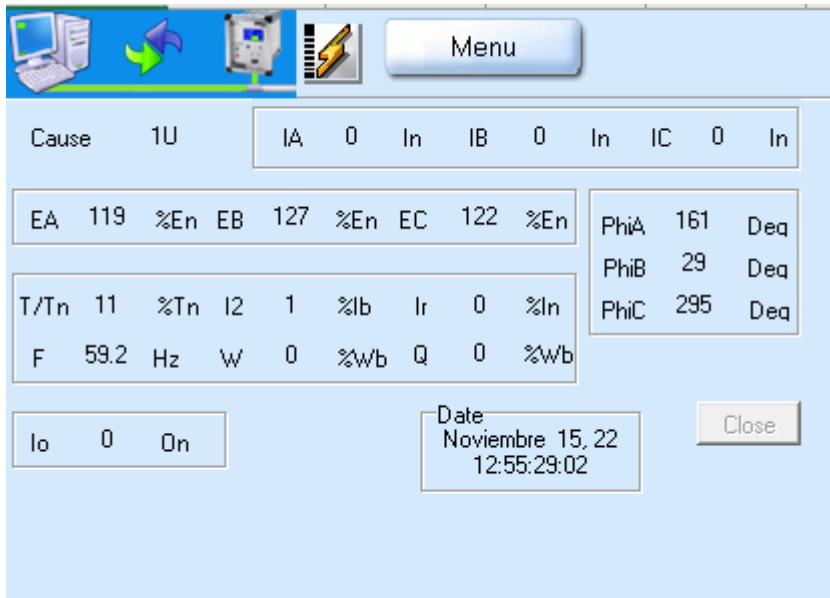 Menu
Cause 1U IA 0 In IB 0 In IC 0 In
EA 119 %En EB 127 %En EC 122 %En
PhiA 161 Deg
PhiB 29 Deg
PhiC 295 Deg
T/Tn 11 %Tn I2 1 %Ib Ir 0 %In
F 59.2 Hz W 0 %Wb Q 0 %Wb
Io 0 On
Date
Noviembre 15, 22
12:55:29:02
Close